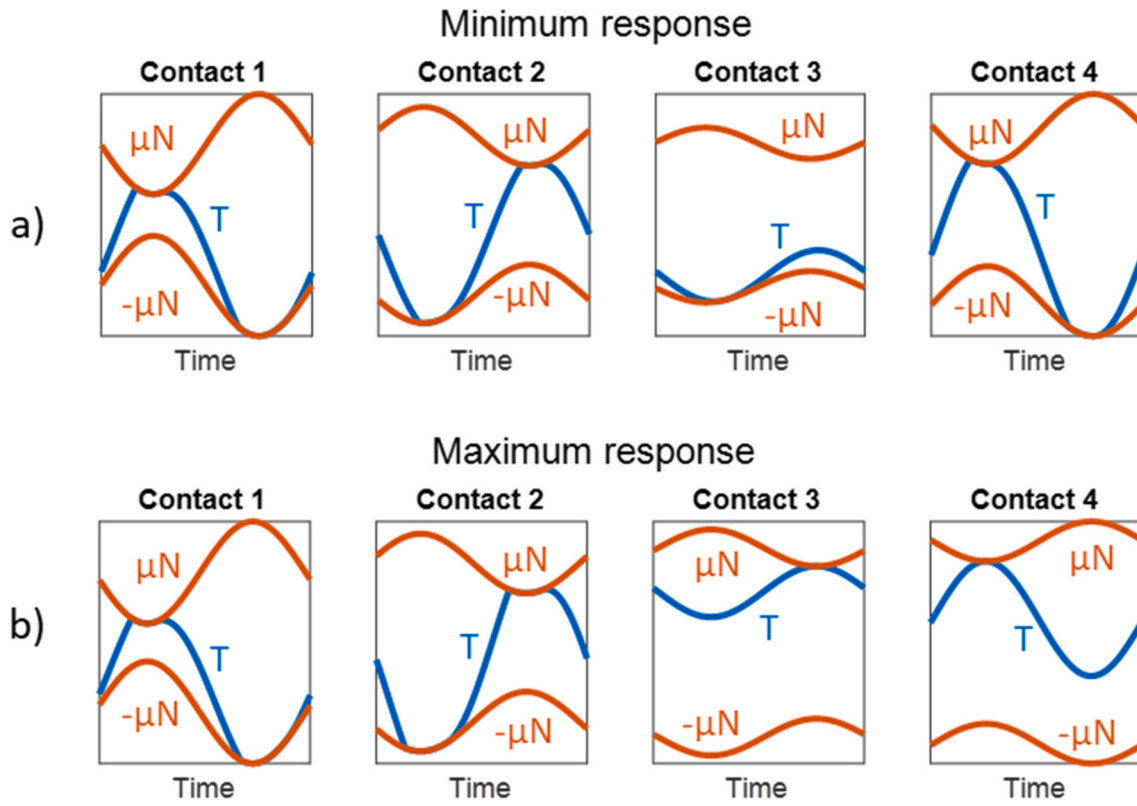 Minimum response
Contact 1 Contact 2 Contact 3 Contact 4
a)
μN μN μN μN
T T T T
-μN -μN -μN -μN
Time Time Time Time
Maximum response
Contact 1 Contact 2 Contact 3 Contact 4
b)
μN μN μN μN
T T T T
-μN -μN -μN -μN
Time Time Time Time